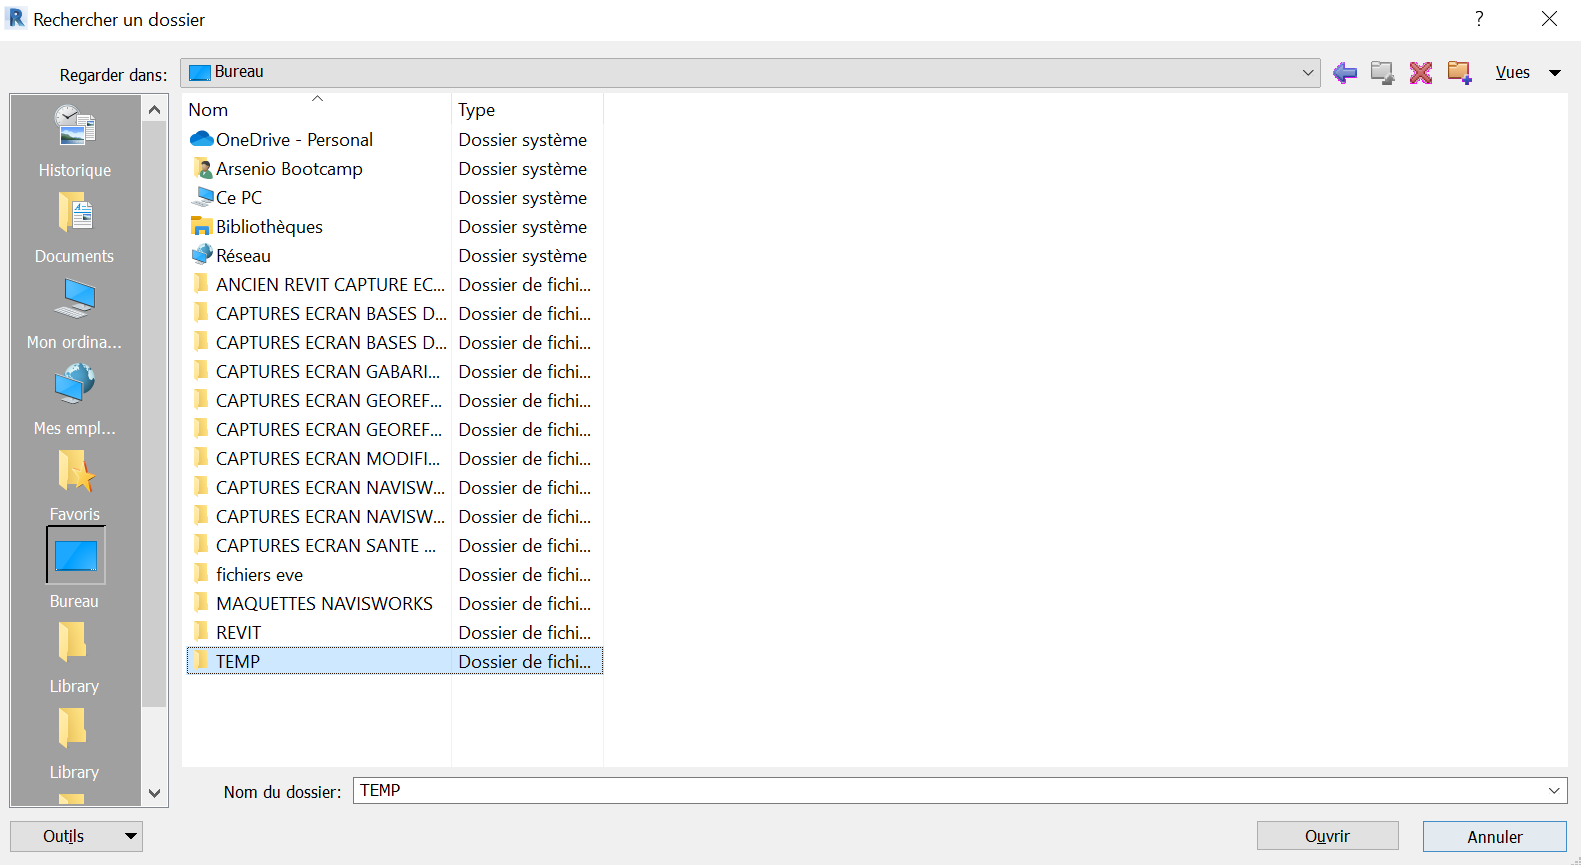 Rechercher un dossier
?
Regarder dans:
Bureau
Vues
Historique
Documents
Mon ordina...
Mes empl...
Favoris
Bureau
Library
Library
Nom Type
OneDrive - Personal Dossier système
Arsenio Bootcamp Dossier système
Ce PC Dossier système
Bibliothèques Dossier système
Réseau Dossier système
ANCIEN REVIT CAPTURE EC... Dossier de fichi...
CAPTURES ECRAN BASES D... Dossier de fichi...
CAPTURES ECRAN BASES D... Dossier de fichi...
CAPTURES ECRAN GABARI... Dossier de fichi...
CAPTURES ECRAN GEOREF... Dossier de fichi...
CAPTURES ECRAN GEOREF... Dossier de fichi...
CAPTURES ECRAN MODIFI... Dossier de fichi...
CAPTURES ECRAN NAVISW... Dossier de fichi...
CAPTURES ECRAN NAVISW... Dossier de fichi...
CAPTURES ECRAN SANTE ... Dossier de fichi...
fichiers eve Dossier de fichi...
MAQUETTES NAVISWORKS Dossier de fichi...
REVIT Dossier de fichi...
TEMP Dossier de fichi...
Nom du dossier: TEMP
Outils
Ouvrir
Annuler